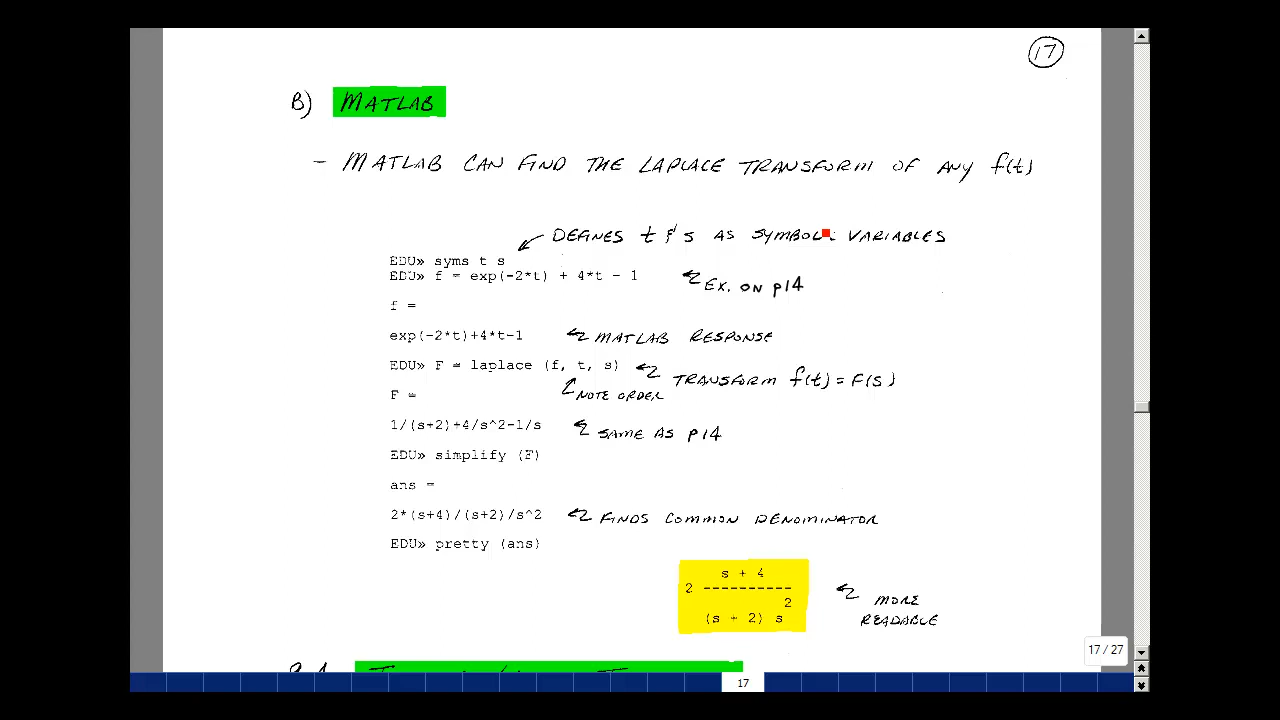 17
B) MATLAB
- MATLAB CAN FIND THE LAPLACE TRANSFORM OF ANY f(t)
DEFINES t & s AS SYMBOL VARIABLES
EDU» syms t s
EDU» f = exp(-2*t) + 4*t - 1
EX. ON p14
f =
exp(-2*t)+4*t-1
MATLAB RESPONSE
EDU» F = laplace (f, t, s)
TRANSFORM f(t) = F(s)
NOTE ORDER
F =
1/(s+2)+4/s^2-1/s
SAME AS p14
EDU» simplify (F)
ans =
2*(s+4)/(s+2)/s^2
FINDS COMMON DENOMINATOR
EDU» pretty (ans)
s + 4
2 ----------
2
(s + 2) s
MORE
READABLE
17 / 27
17